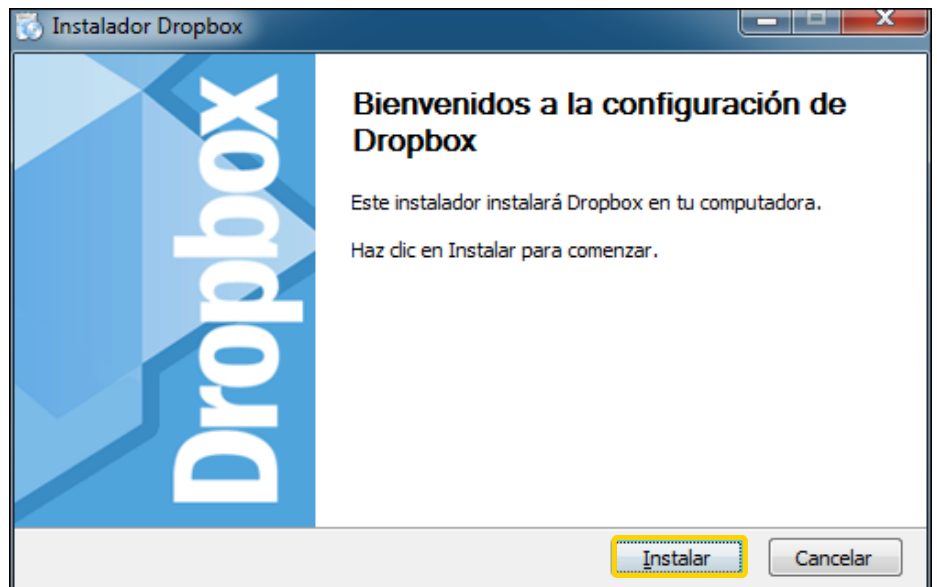 Instalador Dropbox
Dropbox
Bienvenidos a la configuración de
Dropbox
Este instalador instalará Dropbox en tu computadora.
Haz clic en Instalar para comenzar.
Instalar
Cancelar